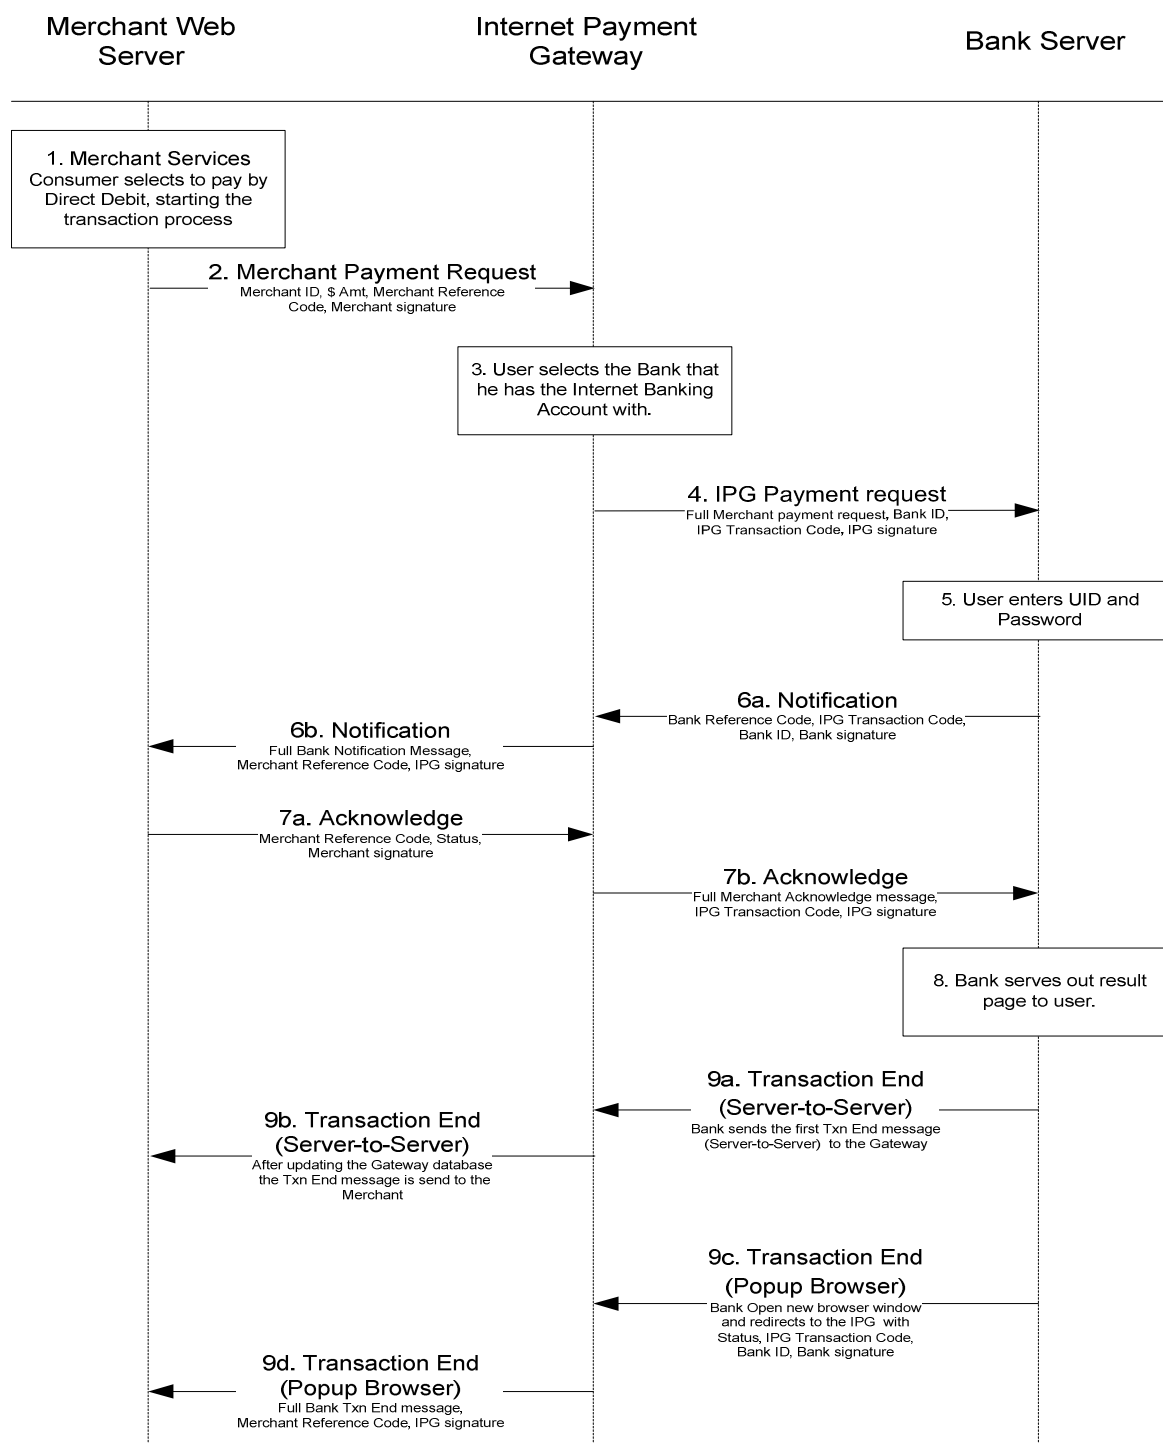 Merchant Web
Server
Internet Payment
Gateway
Bank Server
1. Merchant Services
Consumer selects to pay by
Direct Debit, starting the
transaction process
2. Merchant Payment Request
Merchant ID, $ Amt, Merchant Reference
Code, Merchant signature
3. User selects the Bank that
he has the Internet Banking
Account with.
4. IPG Payment request
Full Merchant payment request, Bank ID,
IPG Transaction Code, IPG signature
5. User enters UID and
Password
6a. Notification
Bank Reference Code, IPG Transaction Code,
Bank ID, Bank signature
6b. Notification
Full Bank Notification Message,
Merchant Reference Code, IPG signature
7a. Acknowledge
Merchant Reference Code, Status,
Merchant signature
7b. Acknowledge
Full Merchant Acknowledge message,
IPG Transaction Code, IPG signature
8. Bank serves out result
page to user.
9a. Transaction End
(Server-to-Server)
Bank sends the first Txn End message
(Server-to-Server) to the Gateway
9b. Transaction End
(Server-to-Server)
After updating the Gateway database
the Txn End message is send to the
Merchant
9c. Transaction End
(Popup Browser)
Bank Open new browser window
and redirects to the IPG with
Status, IPG Transaction Code,
Bank ID, Bank signature
9d. Transaction End
(Popup Browser)
Full Bank Txn End message,
Merchant Reference Code, IPG signature